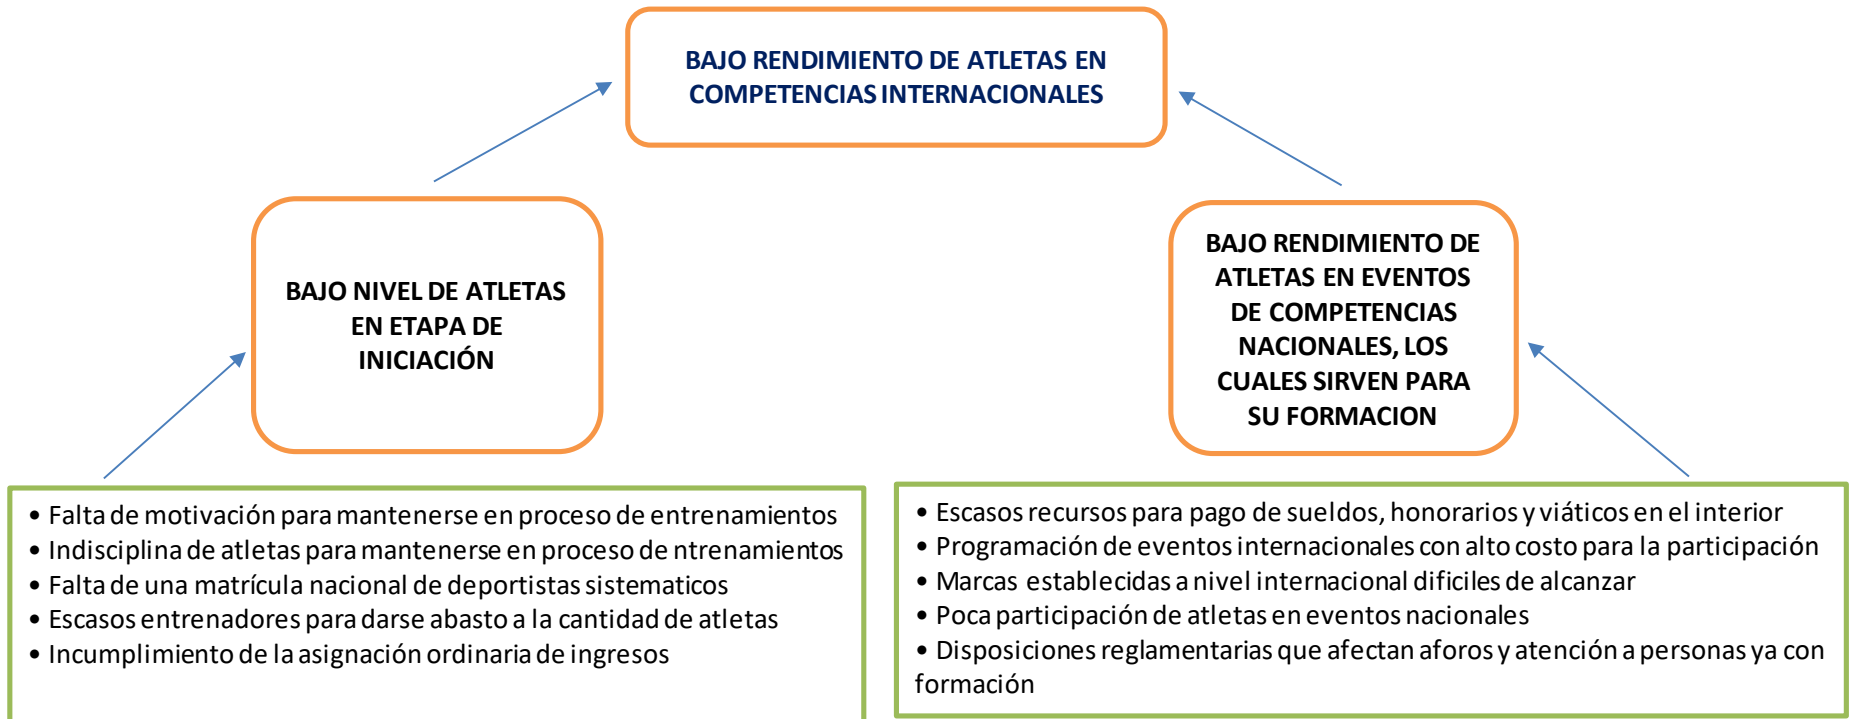 BAJO RENDIMIENTO DE ATLETAS EN
COMPETENCIAS INTERNACIONALES
BAJO NIVEL DE ATLETAS
EN ETAPA DE
INICIACIÓN
BAJO RENDIMIENTO DE
ATLETAS EN EVENTOS
DE COMPETENCIAS
NACIONALES, LOS
CUALES SIRVEN PARA
SU FORMACION
• Falta de motivación para mantenerse en proceso de entrenamientos
• Indisciplina de atletas para mantenerse en proceso de ntrenamientos
• Falta de una matrícula nacional de deportistas sistematicos
• Escasos entrenadores para darse abasto a la cantidad de atletas
• Incumplimiento de la asignación ordinaria de ingresos
• Escasos recursos para pago de sueldos, honorarios y viáticos en el interior
• Programación de eventos internacionales con alto costo para la participación
• Marcas establecidas a nivel internacional dificiles de alcanzar
• Poca participación de atletas en eventos nacionales
• Disposiciones reglamentarias que afectan aforos y atención a personas ya con
formación